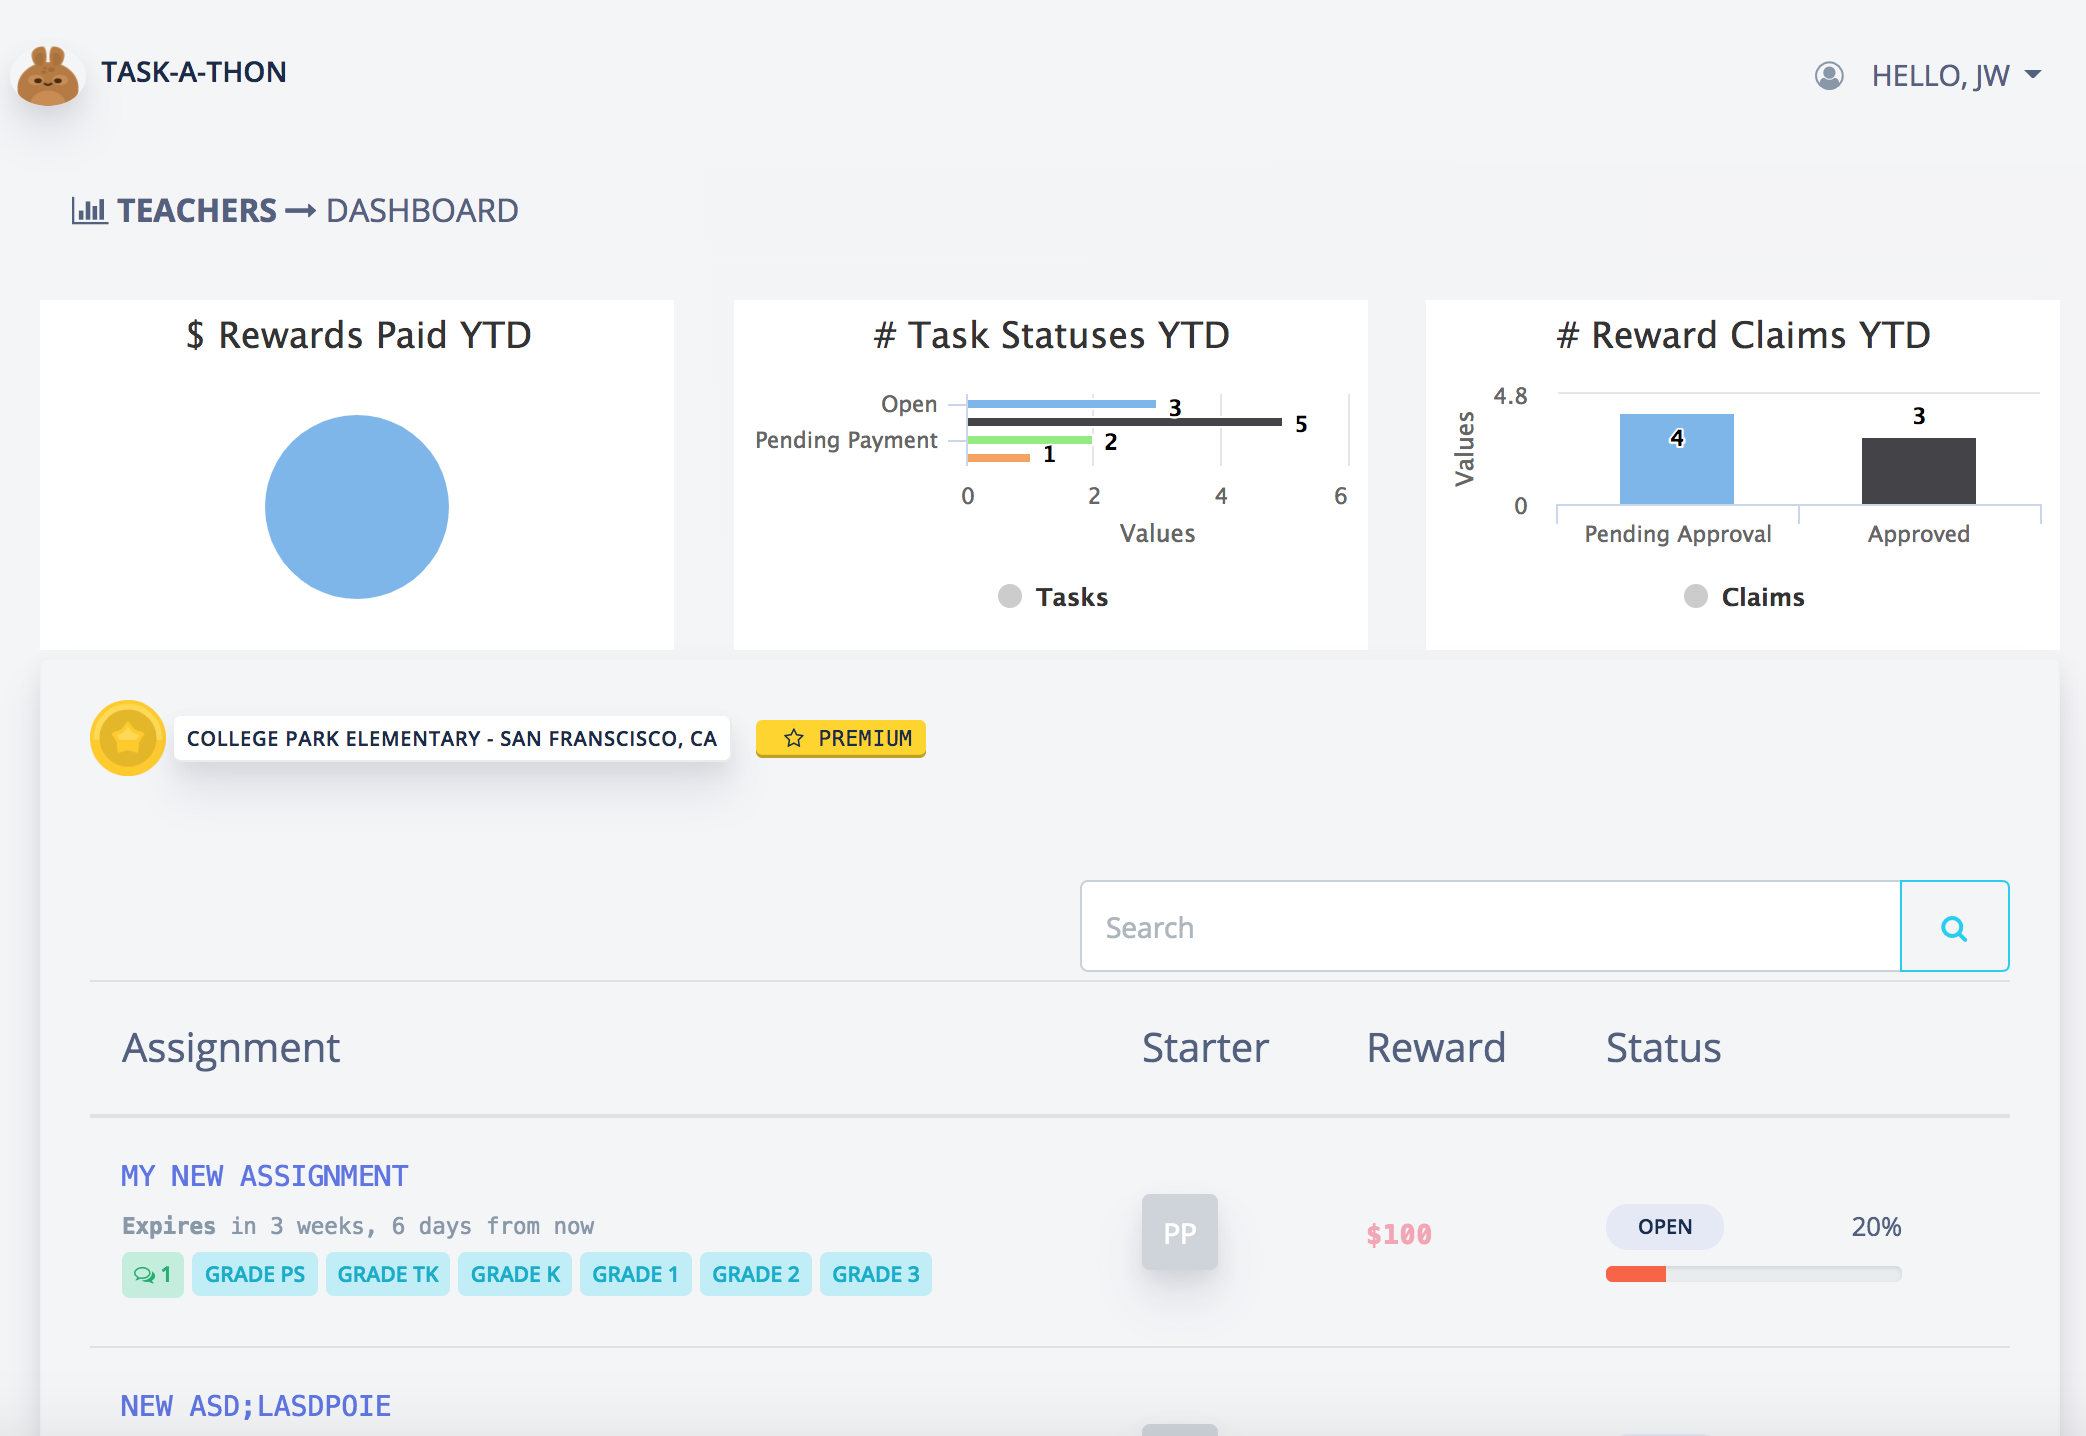 TASK-A-THON
HELLO, JW
TEACHERS DASHBOARD
$ Rewards Paid YTD
# Task Statuses YTD
Open
3
5
Pending Payment
2
1
0 2 4 6
Values
Tasks
# Reward Claims YTD
4.8
Values
4
3
0
Pending Approval Approved
Claims
COLLEGE PARK ELEMENTARY - SAN FRANSCISCO, CA
PREMIUM
Search
Assignment Starter Reward Status
MY NEW ASSIGNMENT
Expires in 3 weeks, 6 days from now
PP
$100
OPEN 20%
1 GRADE PS GRADE TK GRADE K GRADE 1 GRADE 2 GRADE 3
NEW ASD;LASDPOIE